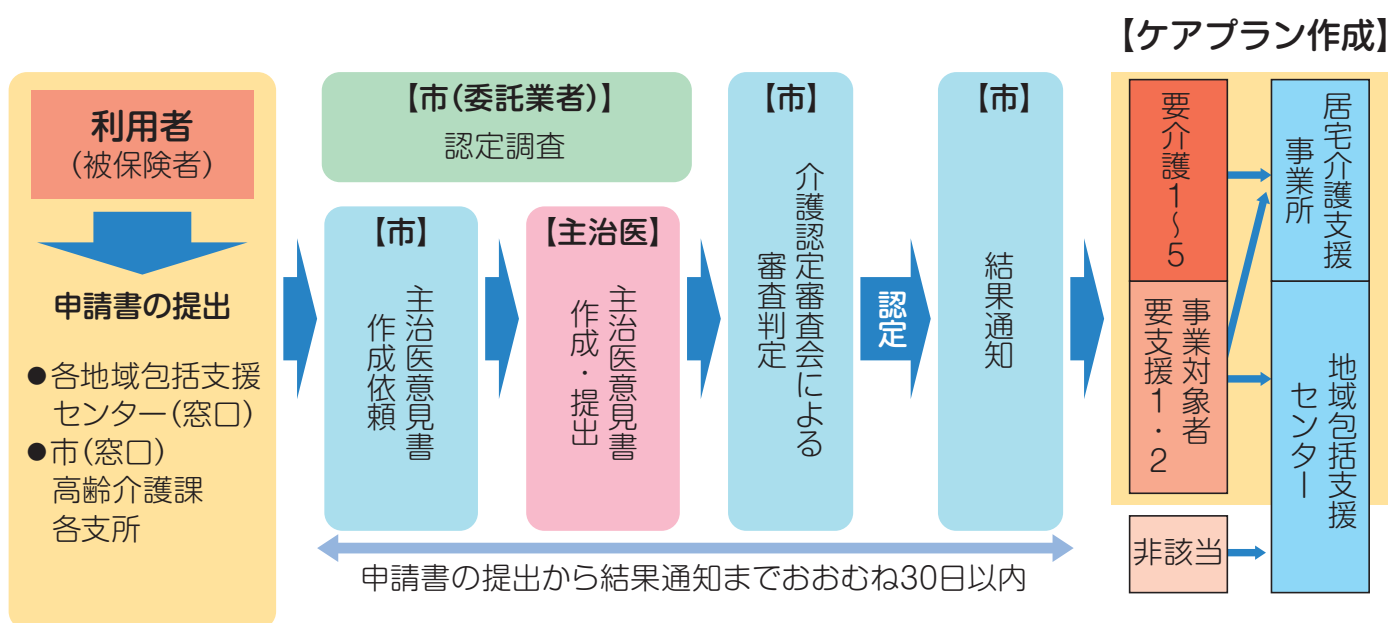 利用者
(被保険者)
申請書の提出
●各地域包括支援
センター(窓口)
●市(窓口)
高齢介護課
各支所
【市(委託業者)】
認定調査
【市】
主治医意見書
作成依頼
【主治医】
主治医意見書
作成・提出
【市】
介護認定審査会による
審査判定
認定
【市】
結果通知
申請書の提出から結果通知までおおむね30日以内
【ケアプラン作成】
要介護1〜5
事業対象者
要支援1・2
非該当
居宅介護支援
事業所
地域包括支援
センター